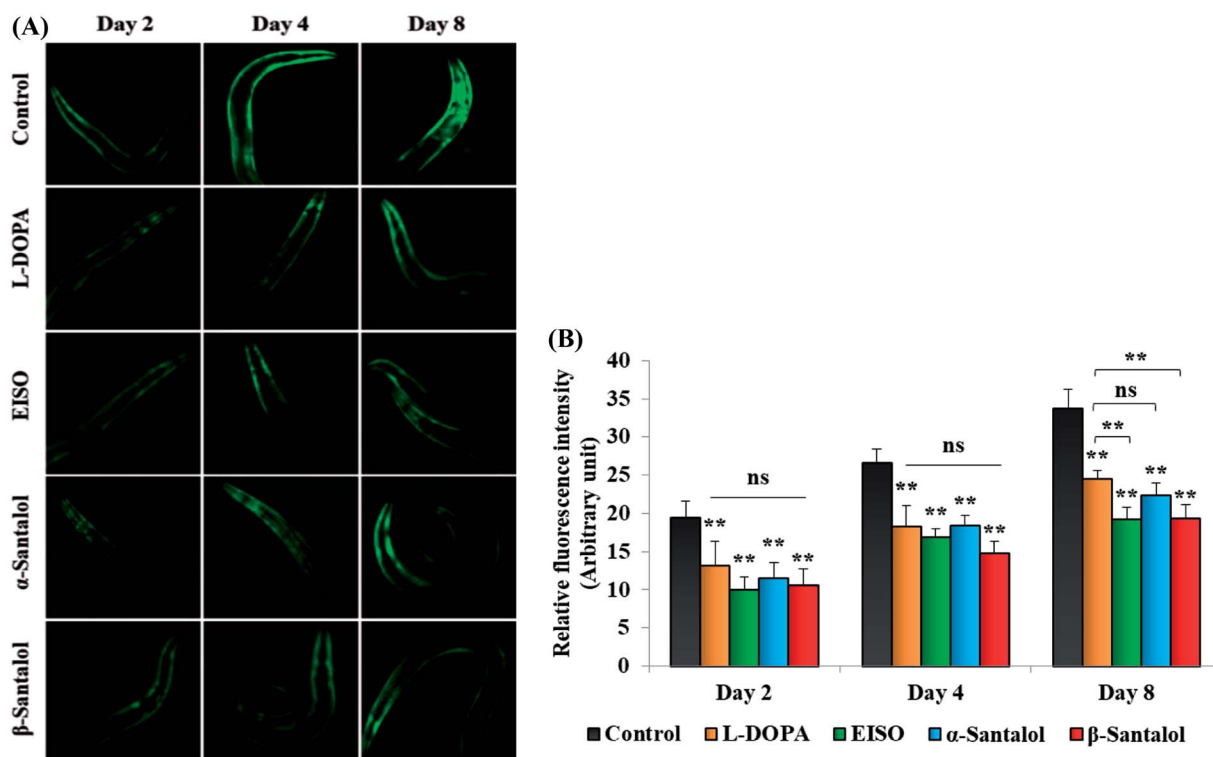 (A)
Day 2 Day 4 Day 8
Control
L-DOPA
EISO
α-Santalol
β-Santalol
(B)
Relative fluorescence intensity
(Arbitrary unit)
40
35
30
25
20
15
10
5
0
ns
**
**
**
**
ns
**
**
**
**
**
ns
**
**
**
**
**
Day 2 Day 4 Day 8
Control L-DOPA EISO α-Santalol β-Santalol